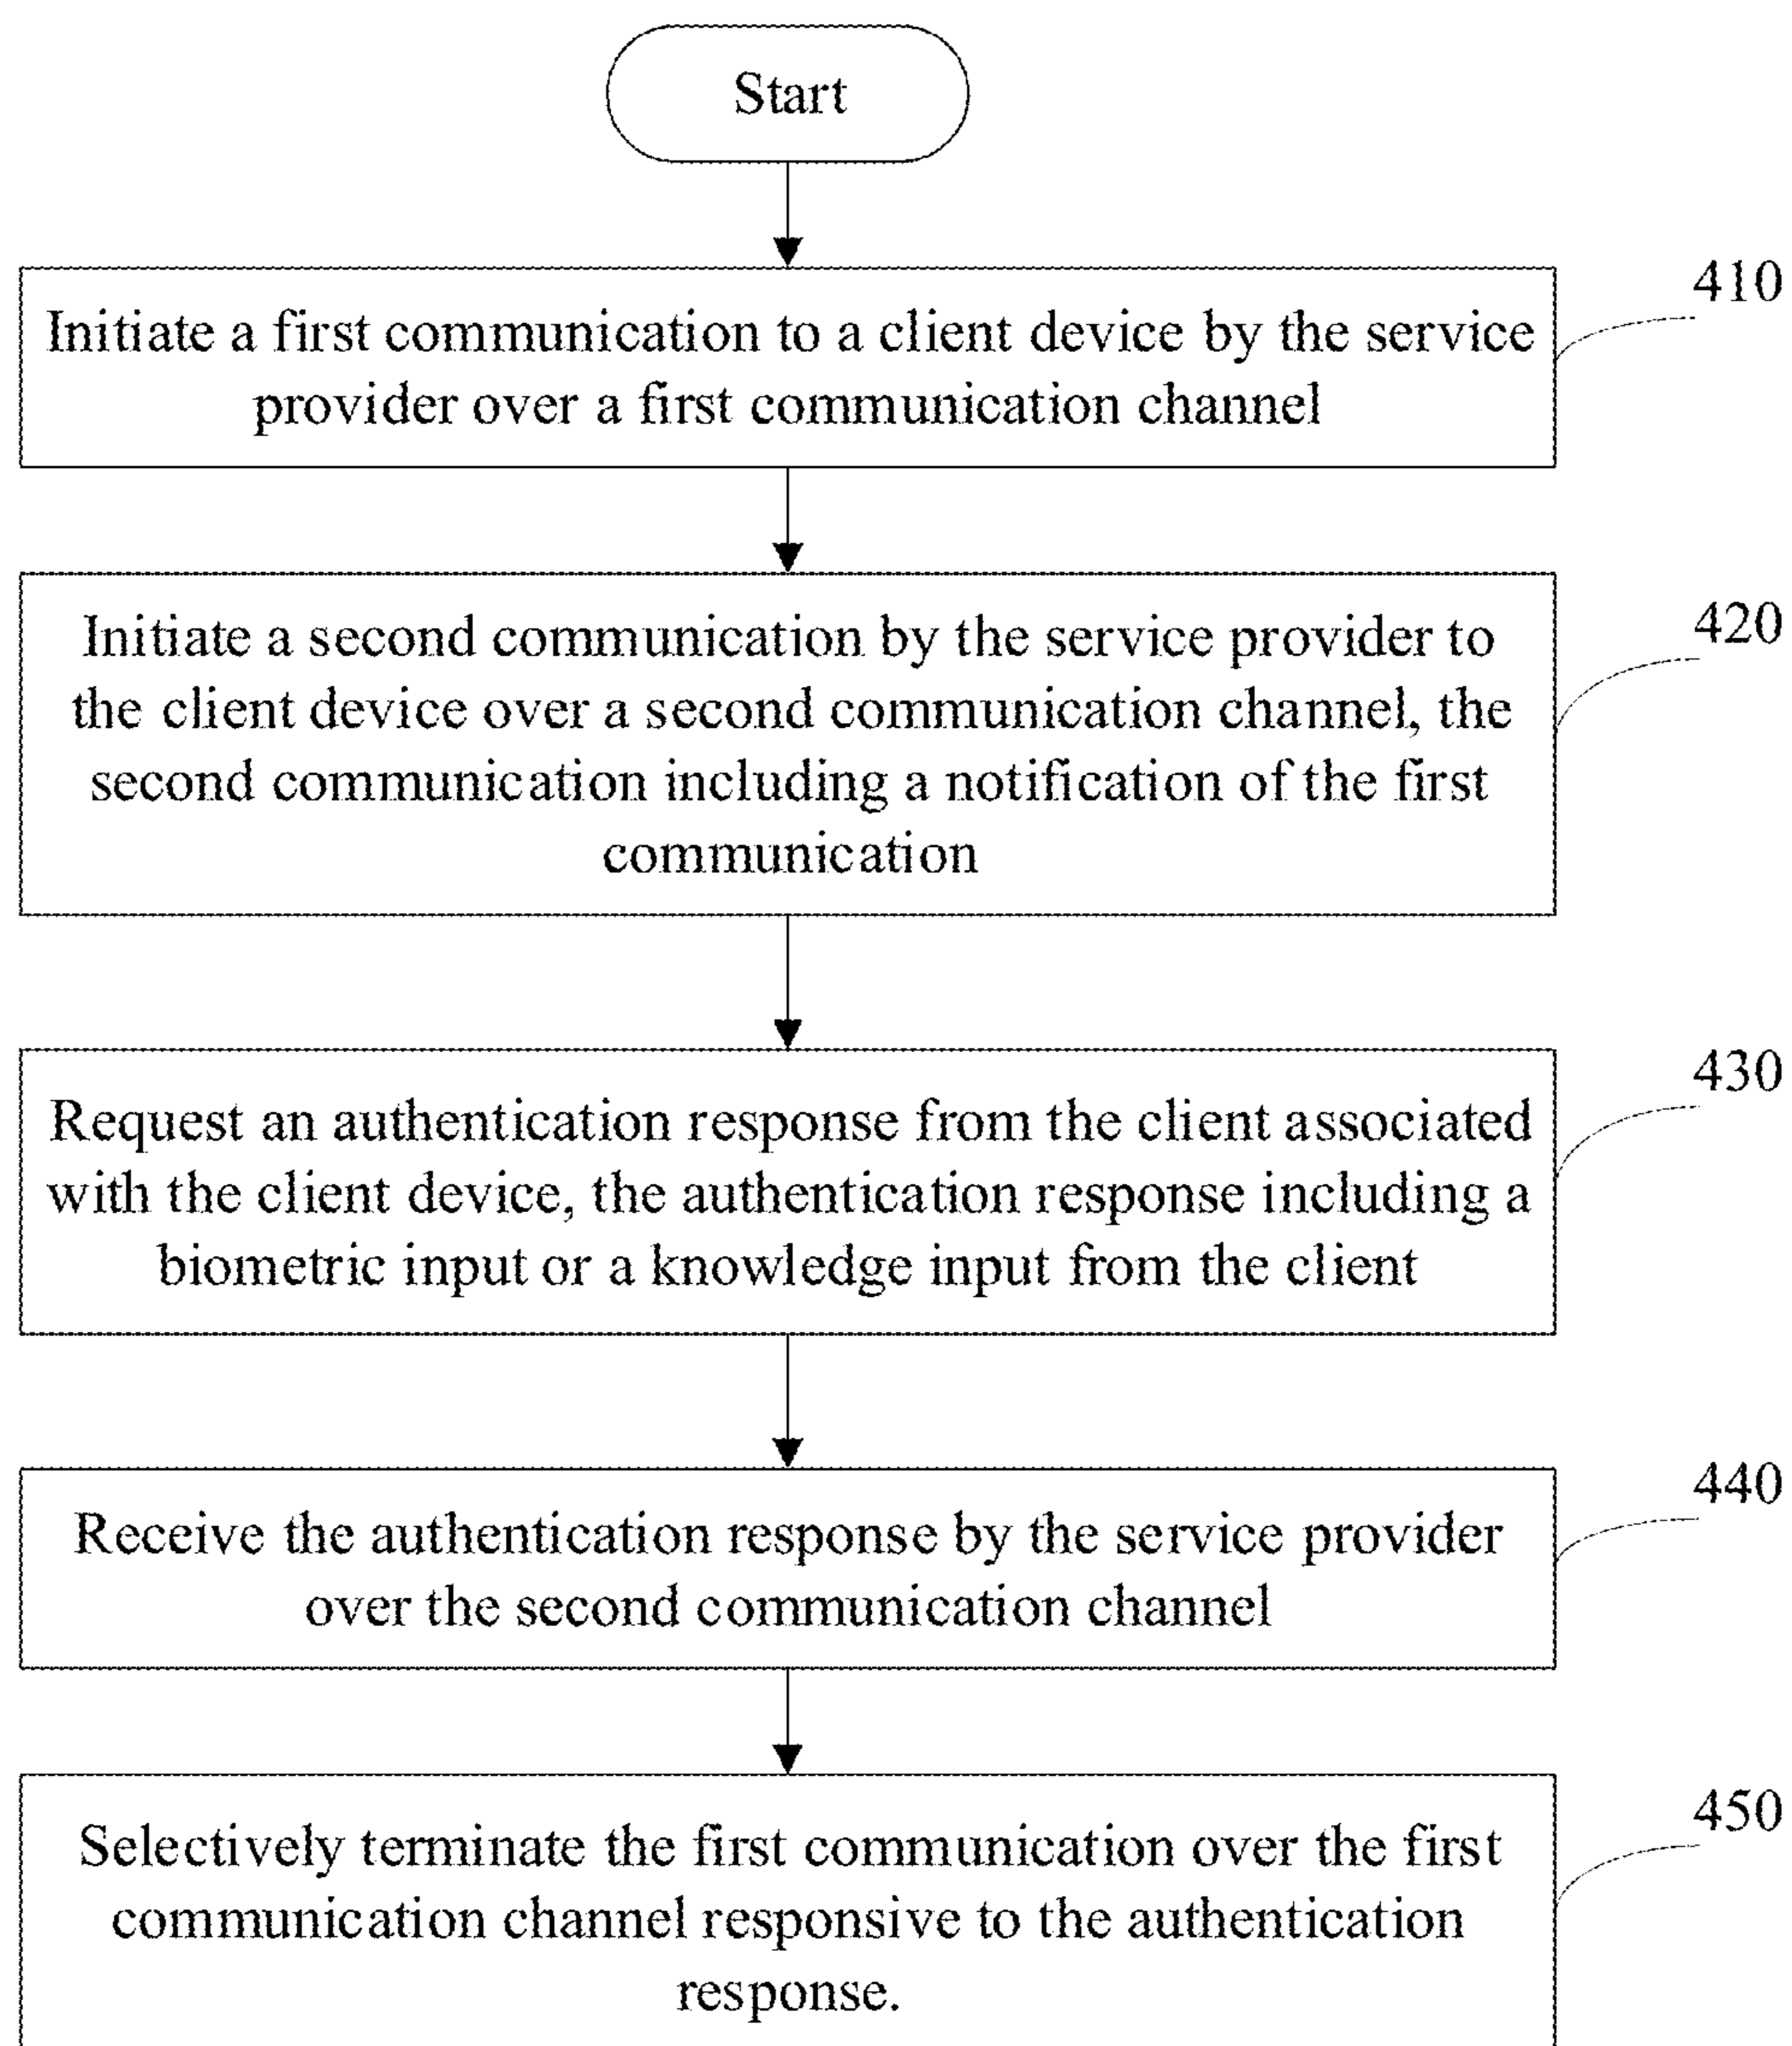 Start
410
Initiate a first communication to a client device by the service
provider over a first communication channel
420
Initiate a second communication by the service provider to
the client device over a second communication channel, the
second communication including a notification of the first
communication
430
Request an authentication response from the client associated
with the client device, the authentication response including a
biometric input or a knowledge input from the client
440
Receive the authentication response by the service provider
over the second communication channel
450
Selectively terminate the first communication over the first
communication channel responsive to the authentication
response.